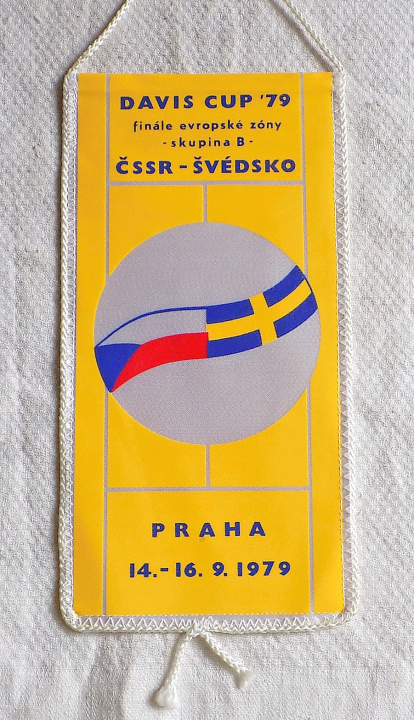 DAVIS CUP '79
finále evropské zóny
- skupina B -
ČSSR - ŠVÉDSKO
PRAHA
14. - 16. 9. 1979